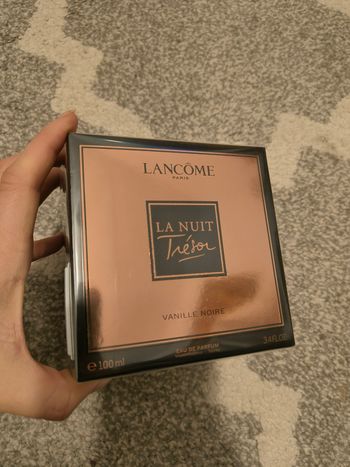 LANCÔME
PARIS
LA NUIT
Trésor
VANILLE NOIRE
EAU DE PARFUM
℮ 100 ml
3.4 FL.OZ